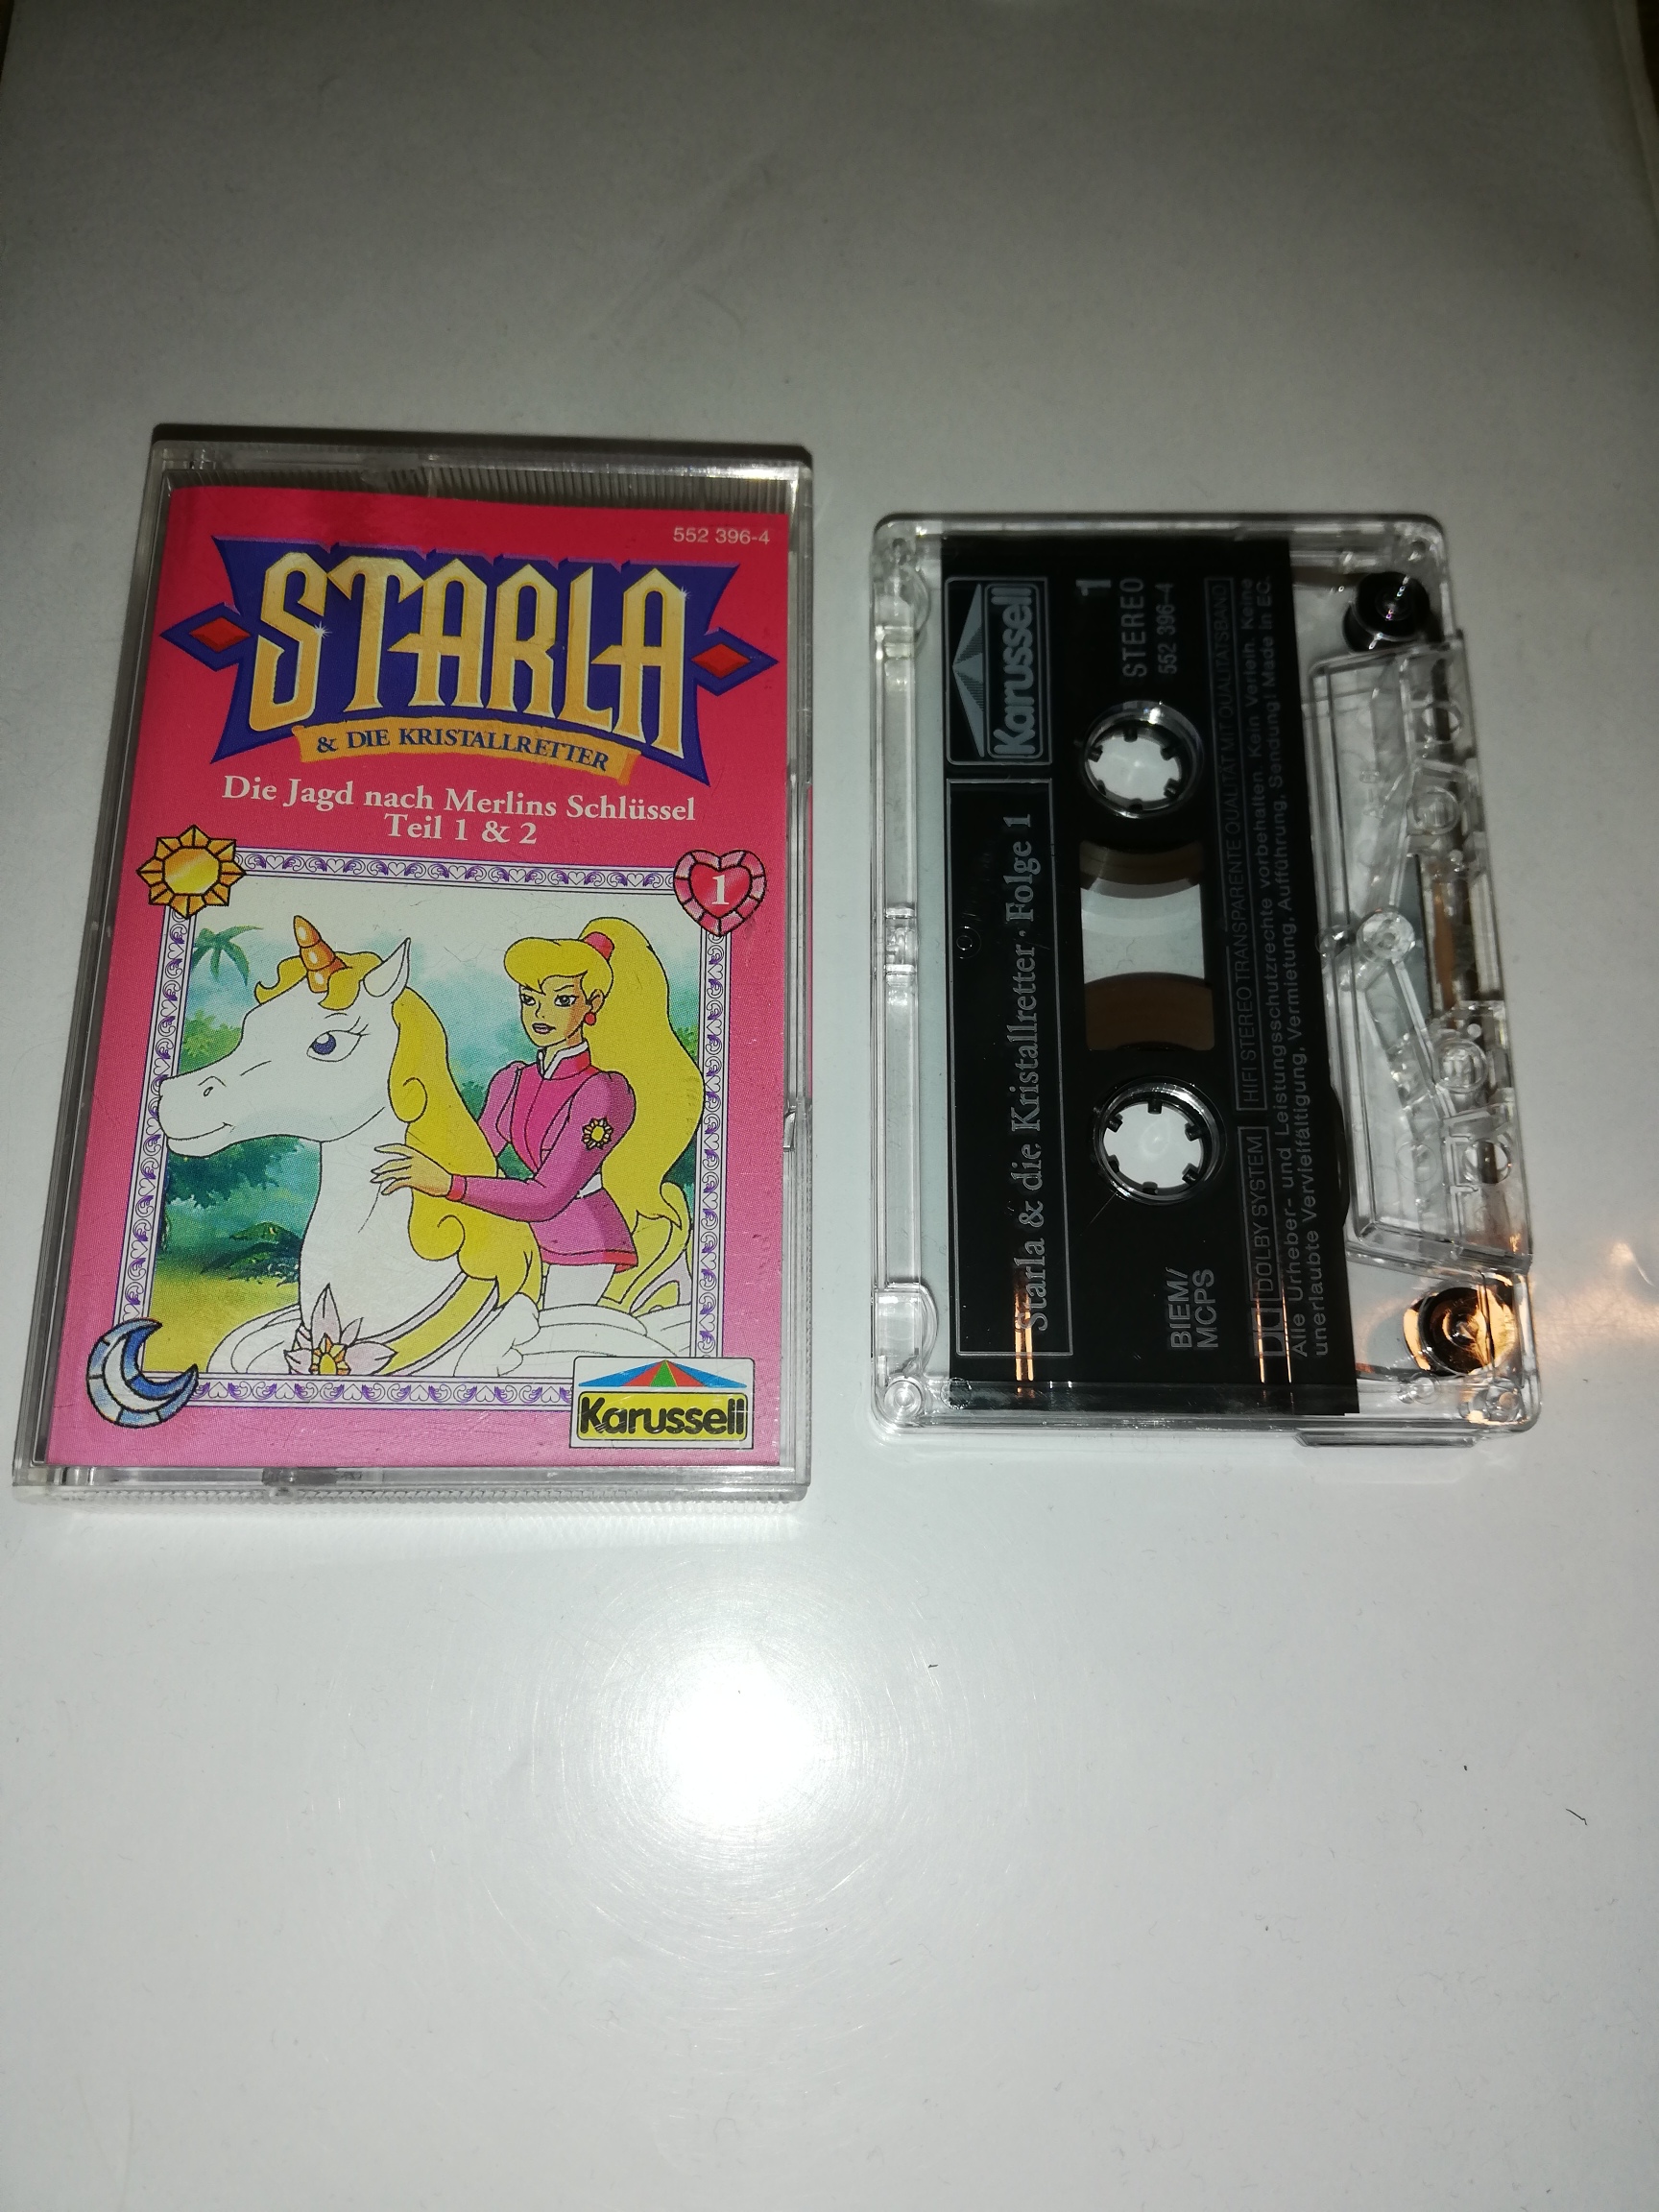 552 396-4
STARLA
& DIE KRISTALLRETTER
Die Jagd nach Merlins Schlüssel
Teil 1 & 2
1
Karussell
Karussell
1
STEREO
552 396-4
Starla & die Kristallretter · Folge 1
BIEM/
MCPS
DOLBY SYSTEM
HIFI STEREO TRANSPARENTE QUALITÄT MIT QUALITÄTSBAND
Alle Urheber- und Leistungsschutzrechte vorbehalten. Kein Verleih. Keine
unerlaubte Vervielfältigung, Vermietung, Aufführung, Sendung! Made in EC.